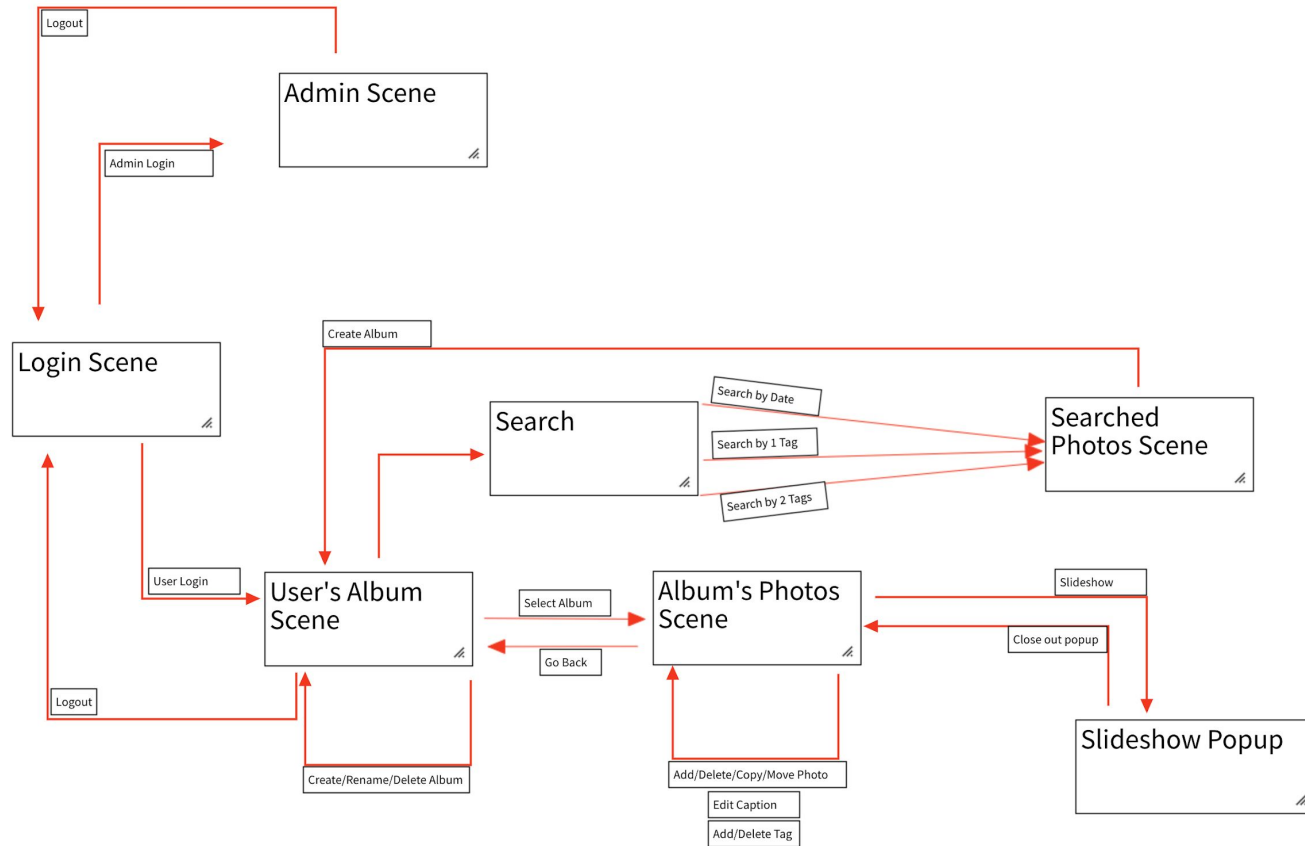 Logout
Admin Scene
Admin Login
Create Album
Login Scene
Search
Search by Date
Search by 1 Tag
Search by 2 Tags
Searched
Photos Scene
User Login
User's Album
Scene
Select Album
Go Back
Album's Photos
Scene
Slideshow
Close out popup
Logout
Create/Rename/Delete Album
Add/Delete/Copy/Move Photo
Edit Caption
Add/Delete Tag
Slideshow Popup